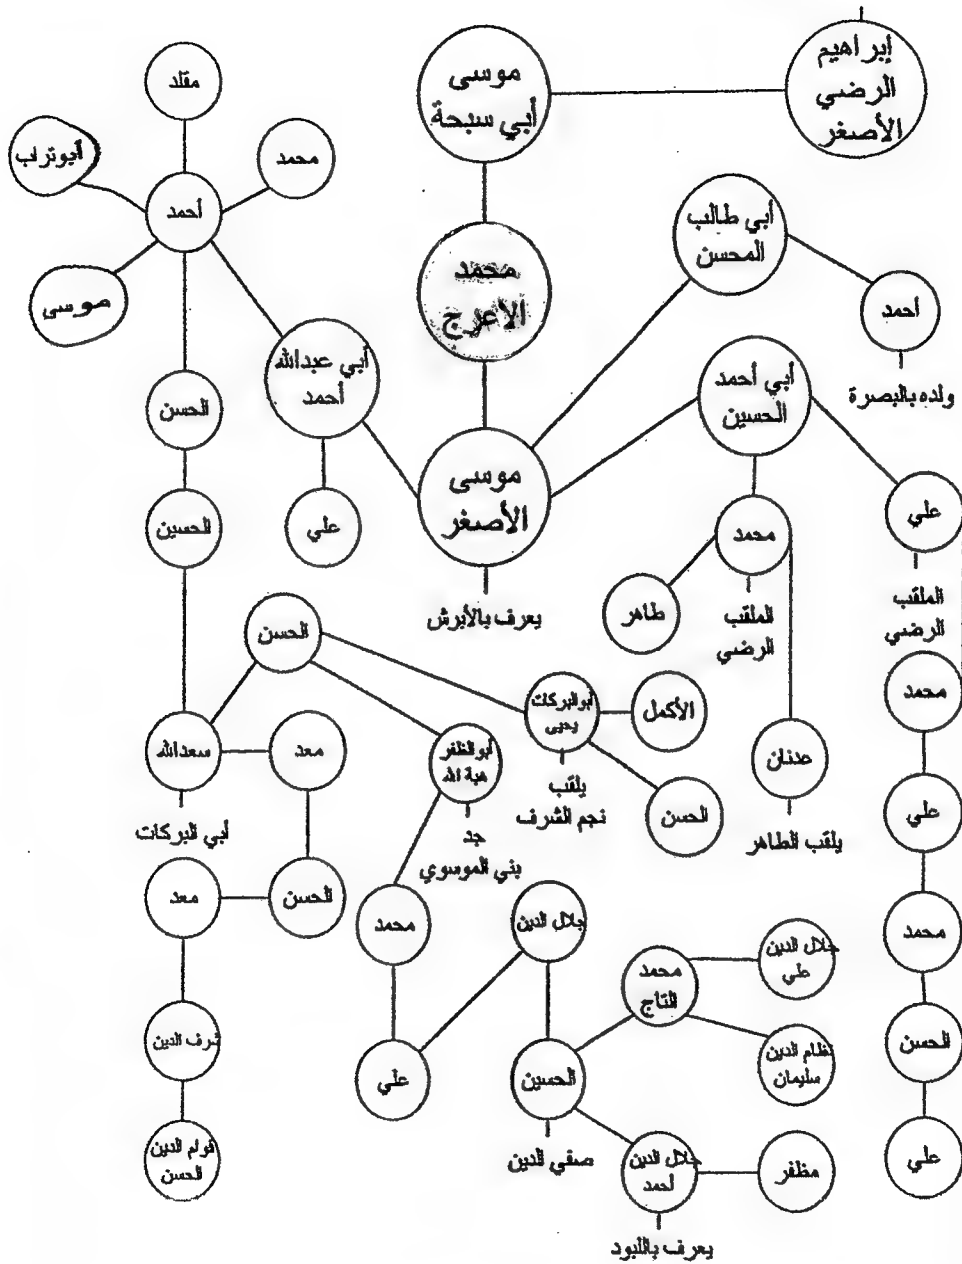 إبراهيم
الرضي
الأصغر
موسى
أبي سبحة
مقلد
محمد
أبوتراب
أحمد
موسى
أبي طالب
المحسن
أحمد
ولده بالبصرة
محمد
الأعرج
أبي عبدالله
أحمد
أبي أحمد
الحسين
الحسن
موسى
الأصغر
يعرف بالأبرش
علي
الحسين
علي
الملقب
الرضي
محمد
الملقب
الرضي
طاهر
الحسن
محمد
أبوالبركات
يحيى
يلقب
نجم الشرف
الأكمل
أبوالظفر
هبة الله
جد
بني الموسوي
معد
سعدالله
أبي البركات
عدنان
يلقب الطاهر
الحسن
علي
معد
الحسن
محمد
جلال الدين
محمد
محمد
التاج
جلال الدين
علي
شرف الدين
علي
الحسين
صفي الدين
نظام الدين
سليمان
الحسن
قوام الدين
الحسن
جلال الدين
أحمد
يعرف باللبود
مظفر
علي